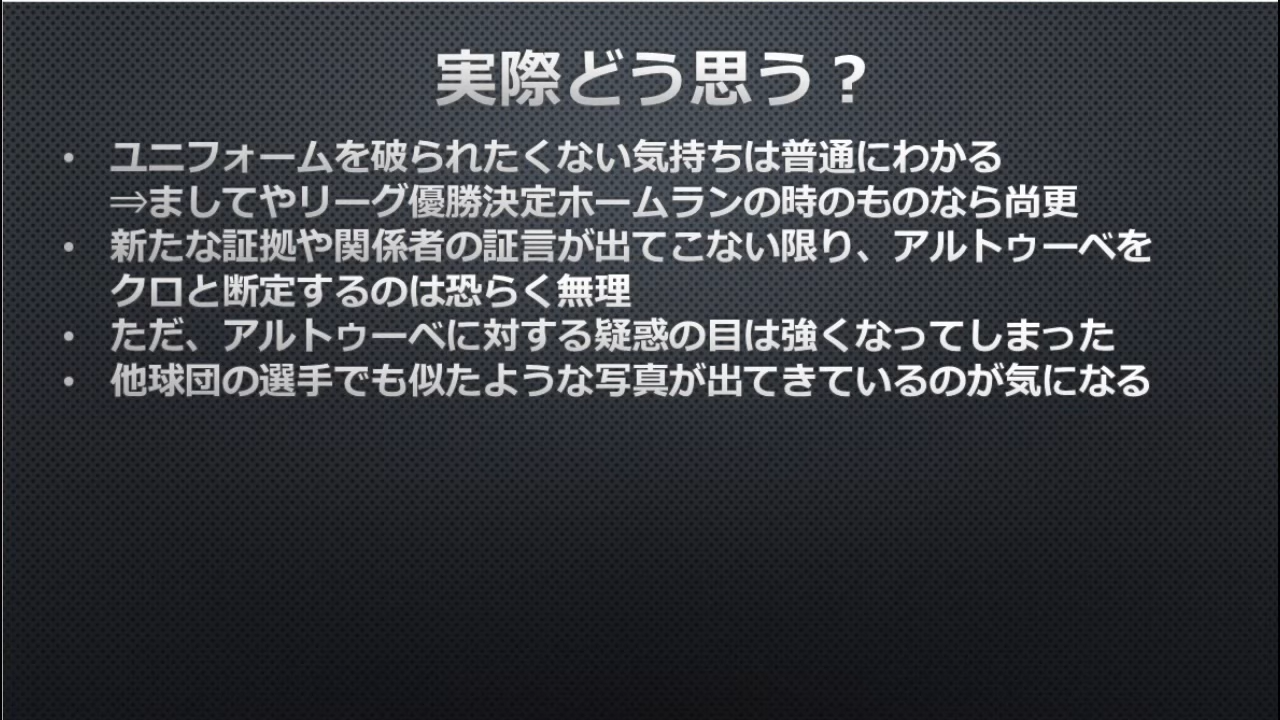 実際どう思う？
• ユニフォームを破られたくない気持ちは普通にわかる
⇒ましてやリーグ優勝決定ホームランの時のものなら尚更
• 新たな証拠や関係者の証言が出てこない限り、アルトゥーベを
クロと断定するのは恐らく無理
• ただ、アルトゥーベに対する疑惑の目は強くなってしまった
• 他球団の選手でも似たような写真が出てきているのが気になる